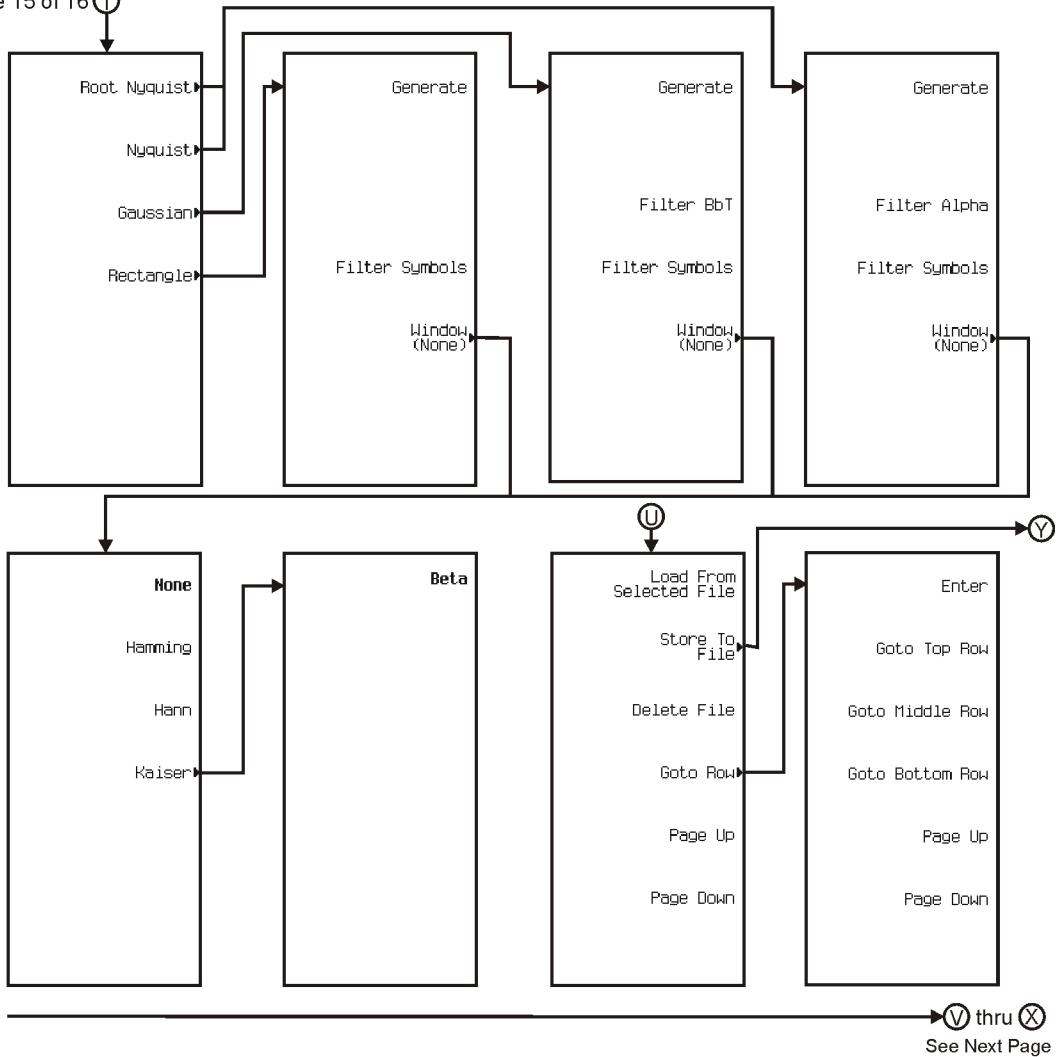 15 of 16
Root Nyquist
Nyquist
Gaussian
Rectangle
Generate
Filter Symbols
Window
(None)
Generate
Filter BbT
Filter Symbols
Window
(None)
Generate
Filter Alpha
Filter Symbols
Window
(None)
None
Hamming
Hann
Kaiser
Beta
U
Load From
Selected File
Store To
File
Delete File
Goto Row
Page Up
Page Down
Y
Enter
Goto Top Row
Goto Middle Row
Goto Bottom Row
Page Up
Page Down
V thru X
See Next Page